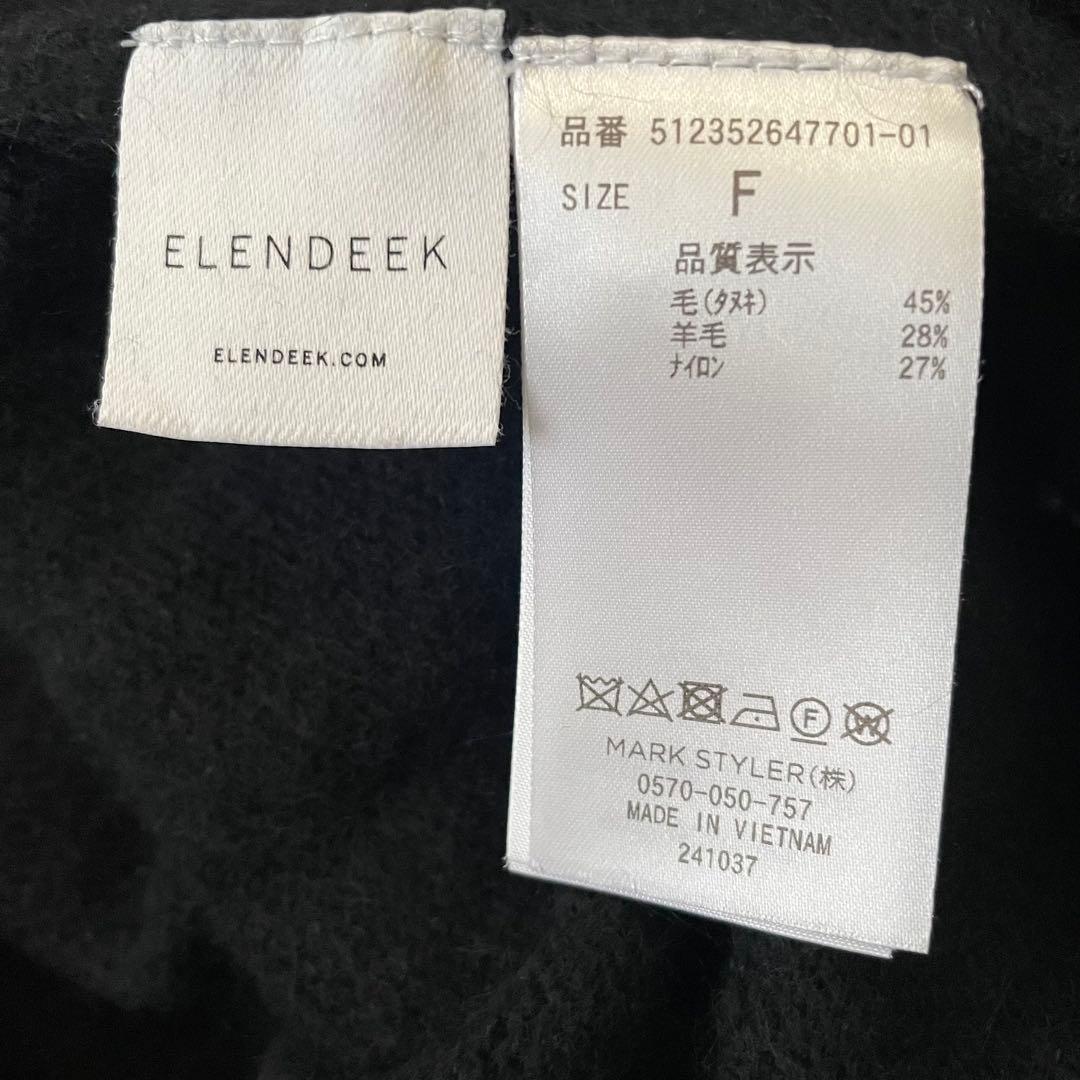 ELENDEEK
ELENDEEK.COM
品番 512352647701-01
SIZE F
品質表示
毛(ﾀﾇｷ) 45%
羊毛 28%
ﾅｲﾛﾝ 27%
F W
MARK STYLER(株)
0570-050-757
MADE IN VIETNAM
241037